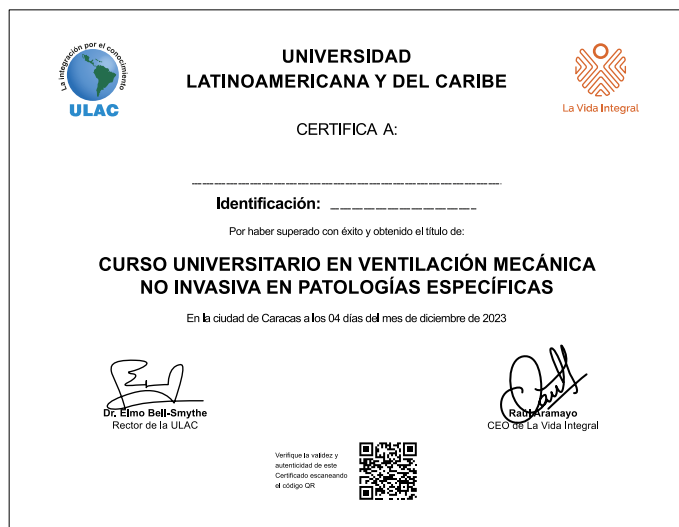 La integración por el conocimiento
ULAC
UNIVERSIDAD
LATINOAMERICANA Y DEL CARIBE
La Vida Integral
CERTIFICA A:
Identificación:
Por haber superado con éxito y obtenido el título de:
CURSO UNIVERSITARIO EN VENTILACIÓN MECÁNICA
NO INVASIVA EN PATOLOGÍAS ESPECÍFICAS
En la ciudad de Caracas a los 04 días del mes de diciembre de 2023
Dr. Elmo Bell-Smythe
Rector de la ULAC
Raúl Aramayo
CEO de La Vida Integral
Verifique la validez y
autenticidad de este
Certificado escaneando
el código QR